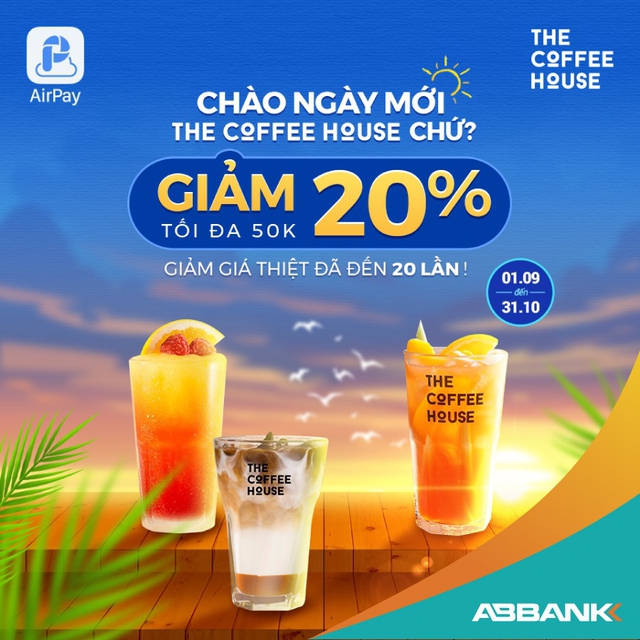 AirPay
THE
COFFEE
HOUSE
CHÀO NGÀY MỚI
THE COFFEE HOUSE CHỨ?
GIẢM 20%
TỐI ĐA 50K
GIẢM GIÁ THIỆT ĐÃ ĐẾN 20 LẦN!
01.09
đến
31.10
THE
COFFEE
HOUSE
THE
COFFEE
HOUSE
ABBANK